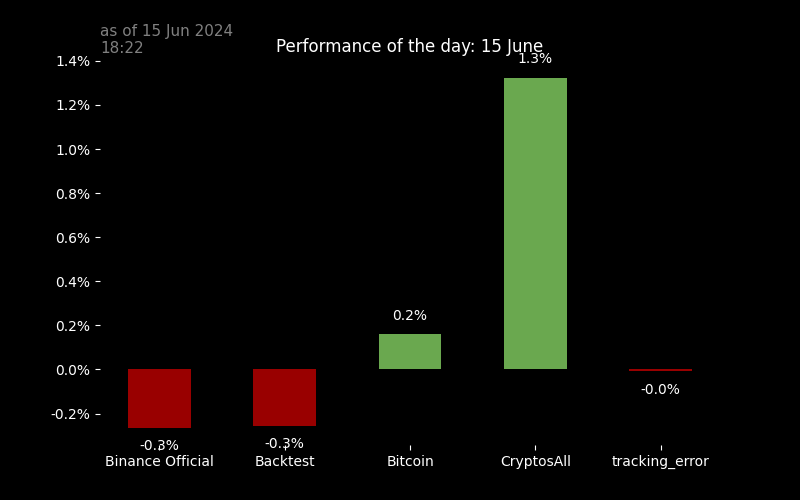 as of 15 Jun 2024
18:22
Performance of the day: 15 June
1.4%
1.3%
1.2%
1.0%
0.8%
0.6%
0.4%
0.2%
0.2%
0.0%
-0.0%
-0.2%
-0.3%
-0.3%
Binance Official
Backtest
Bitcoin
CryptosAll
tracking_error